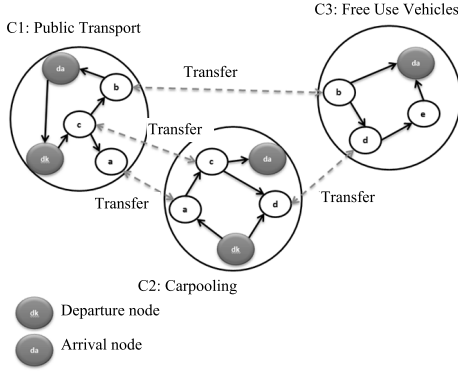 C3: Free Use Vehicles
C1: Public Transport
da
b
c
dk
a
Transfer
da
b
e
d
Transfer
c
da
a
d
dk
Transfer
Transfer
C2: Carpooling
dk Departure node
da Arrival node